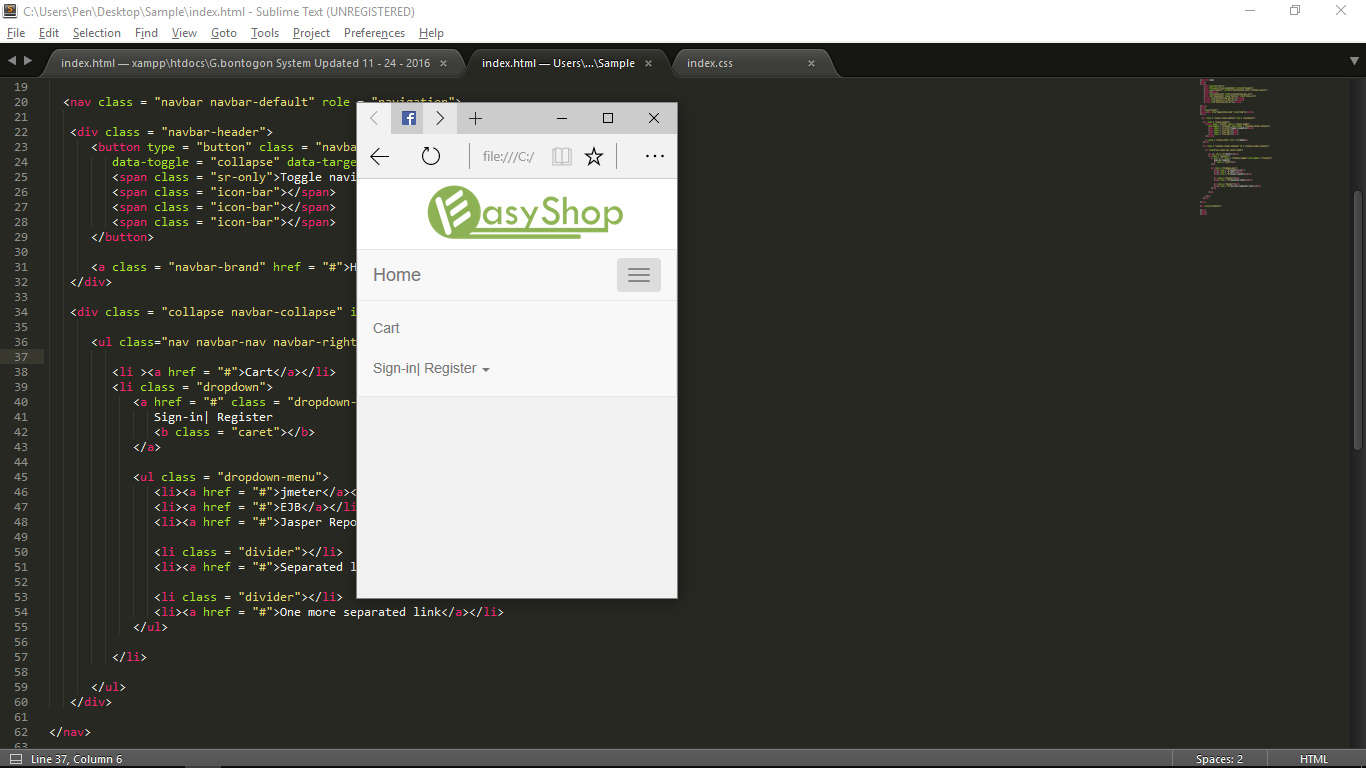 C:\Users\Pen\Desktop\Sample\index.html - Sublime Text (UNREGISTERED)
File Edit Selection Find View Goto Tools Project Preferences Help
index.html — xampp\htdocs\G.bontogon System Updated 11 - 24 - 2016 × index.html — Users\...\Sample × index.css ×
19
20 <nav class = "navbar navbar-default" role = "navigation">
21
22 <div class = "navbar-header">
23 <button type = "button" class = "navba
24 data-toggle = "collapse" data-targe
25 <span class = "sr-only">Toggle navi
26 <span class = "icon-bar"></span>
27 <span class = "icon-bar"></span>
28 <span class = "icon-bar"></span>
29 </button>
30
31 <a class = "navbar-brand" href = "#">H
32 </div>
33
34 <div class = "collapse navbar-collapse" i
35
36 <ul class="nav navbar-nav navbar-right
37
38 <li ><a href = "#">Cart</a></li>
39 <li class = "dropdown">
40 <a href = "#" class = "dropdown-
41 Sign-in| Register
42 <b class = "caret"></b>
43 </a>
44
45 <ul class = "dropdown-menu">
46 <li><a href = "#">jmeter</a><
47 <li><a href = "#">EJB</a></li
48 <li><a href = "#">Jasper Repo
49
50 <li class = "divider"></li>
51 <li><a href = "#">Separated l
52
53 <li class = "divider"></li>
54 <li><a href = "#">One more separated link</a></li>
55 </ul>
56
57 </li>
58
59 </ul>
60 </div>
61
62 </nav>
63
file:///C:/
EasyShop
Home
Cart
Sign-in| Register
Line 37, Column 6 Spaces: 2 HTML